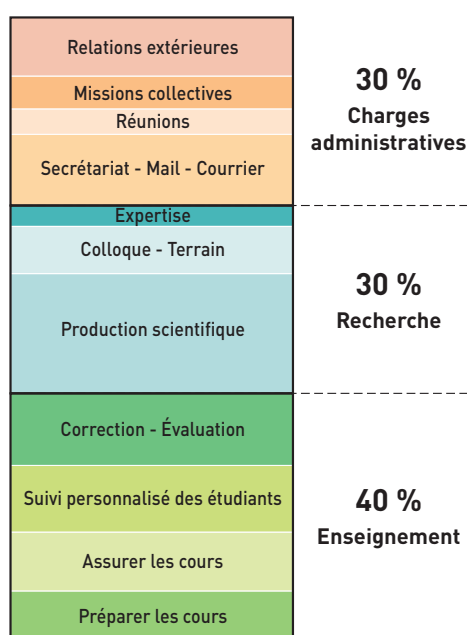 Relations extérieures
Missions collectives
Réunions
Secrétariat - Mail - Courrier
30 %
Charges
administratives
Expertise
Colloque - Terrain
Production scientifique
30 %
Recherche
Correction - Évaluation
Suivi personnalisé des étudiants
Assurer les cours
Préparer les cours
40 %
Enseignement